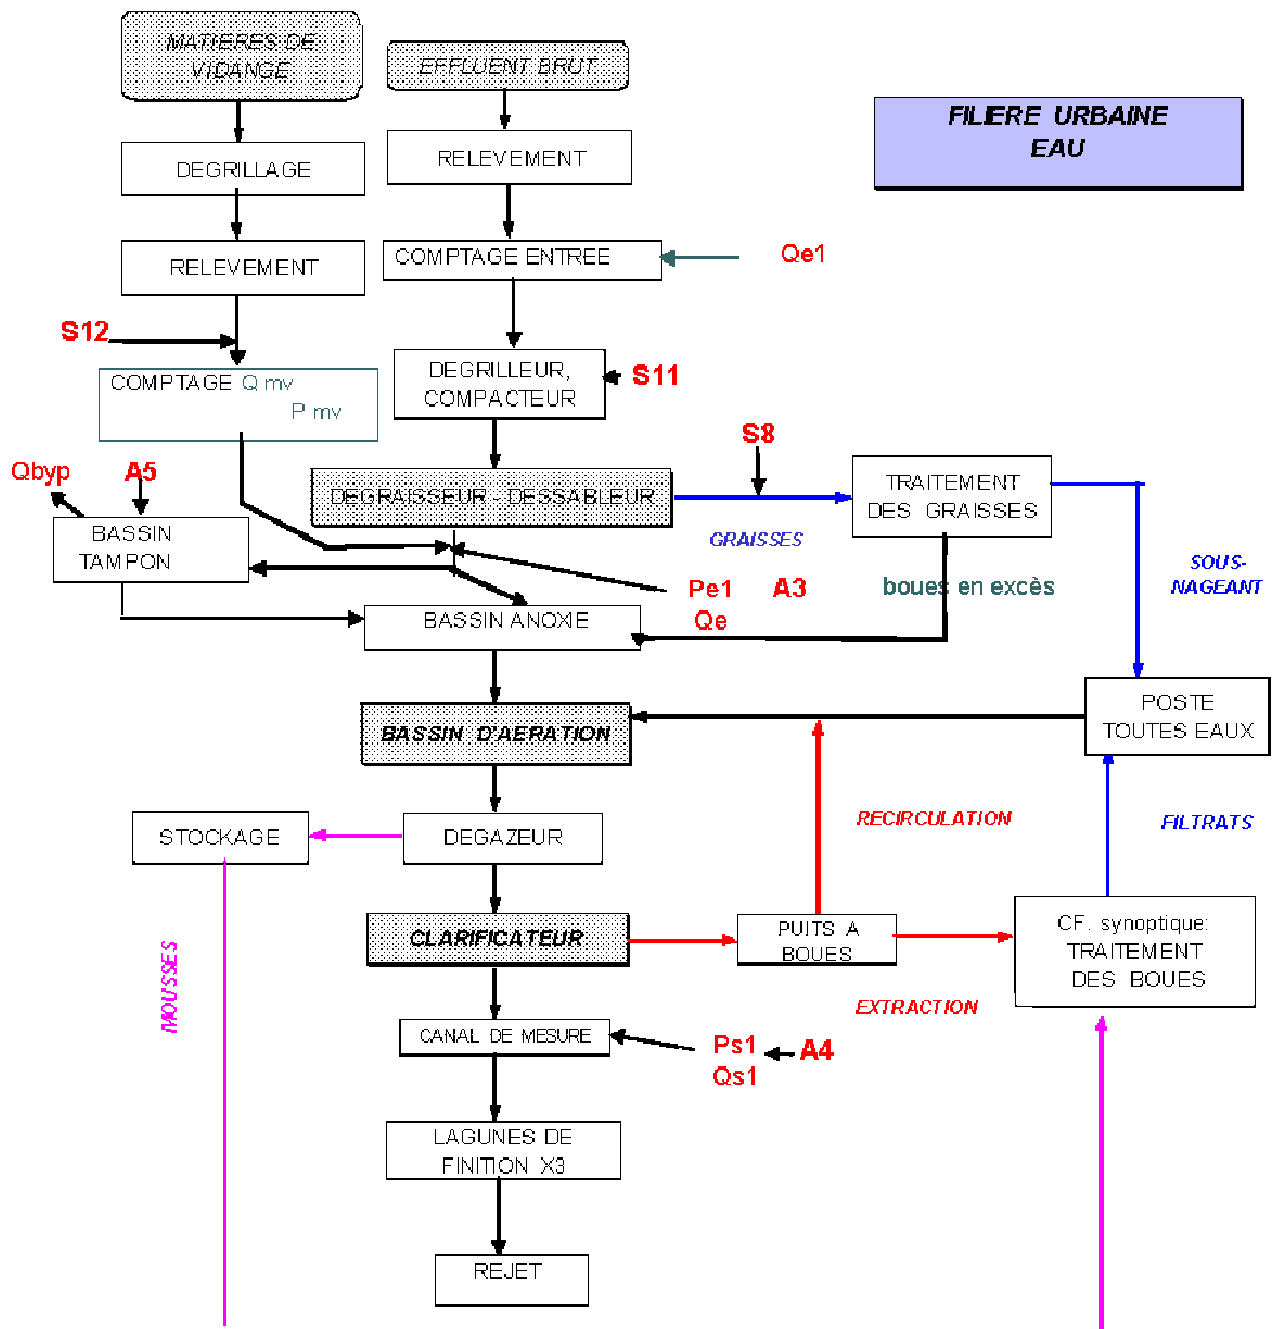 MATIERES DE
VIDANGE
EFFLUENT BRUT
FILIERE URBAINE
EAU
RELEVEMENT
DEGRILLAGE
COMPTAGE ENTREE
Qe1
RELEVEMENT
S12
COMPTAGE Q mv
P mv
DEGRILLEUR,
COMPACTEUR
S11
S8
Qbyp
A5
DEGRAISSEUR - DESSABLEUR
TRAITEMENT
DES GRAISSES
GRAISSES
BASSIN
TAMPON
SOUS-
NAGEANT
Pe1
A3
Qe
boues en excès
BASSIN ANOXIE
POSTE
TOUTES EAUX
BASSIN D'AERATION
RECIRCULATION
FILTRATS
STOCKAGE
DEGAZEUR
CLARIFICATEUR
PUITS A
BOUES
CF. synoptique:
TRAITEMENT
DES BOUES
MOUSSES
EXTRACTION
CANAL DE MESURE
Ps1
A4
Qs1
LAGUNES DE
FINITION X3
REJET